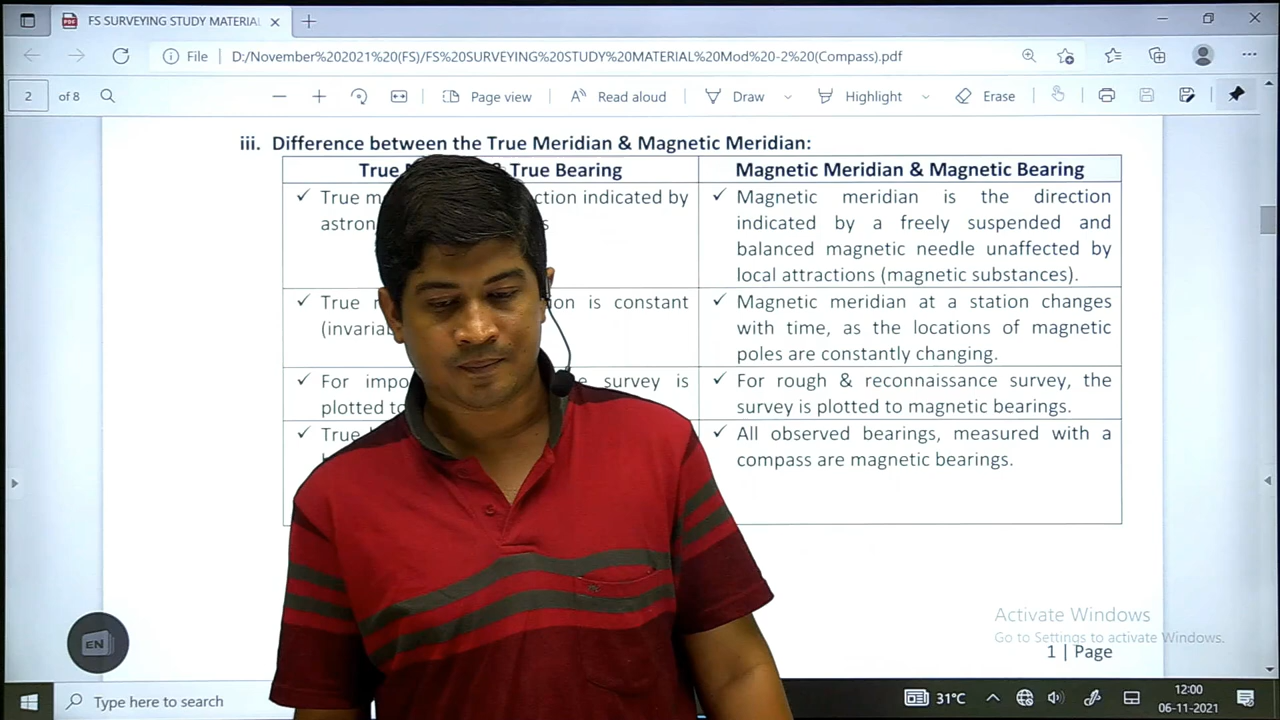 FS SURVEYING STUDY MATERIAL
File
D:/November%202021%20(FS)/FS%20SURVEYING%20STUDY%20MATERIAL%20Mod%20-2%20(Compass).pdf
2 of 8
Page view
Read aloud
Draw
Highlight
Erase
iii. Difference between the True Meridian & Magnetic Meridian:
True True Bearing
Magnetic Meridian & Magnetic Bearing
✓ True indicated by
✓ Magnetic meridian is the direction
indicated by a freely suspended and
balanced magnetic needle unaffected by
local attractions (magnetic substances).
✓ True is constant
✓ Magnetic meridian at a station changes
with time, as the locations of magnetic
poles are constantly changing.
✓ For survey is
plotted
✓ For rough & reconnaissance survey, the
survey is plotted to magnetic bearings.
✓ True
✓ All observed bearings, measured with a
compass are magnetic bearings.
Activate Windows
Go to Settings to activate Windows.
1 | Page
EN
Type here to search
31°C
12:00
06-11-2021